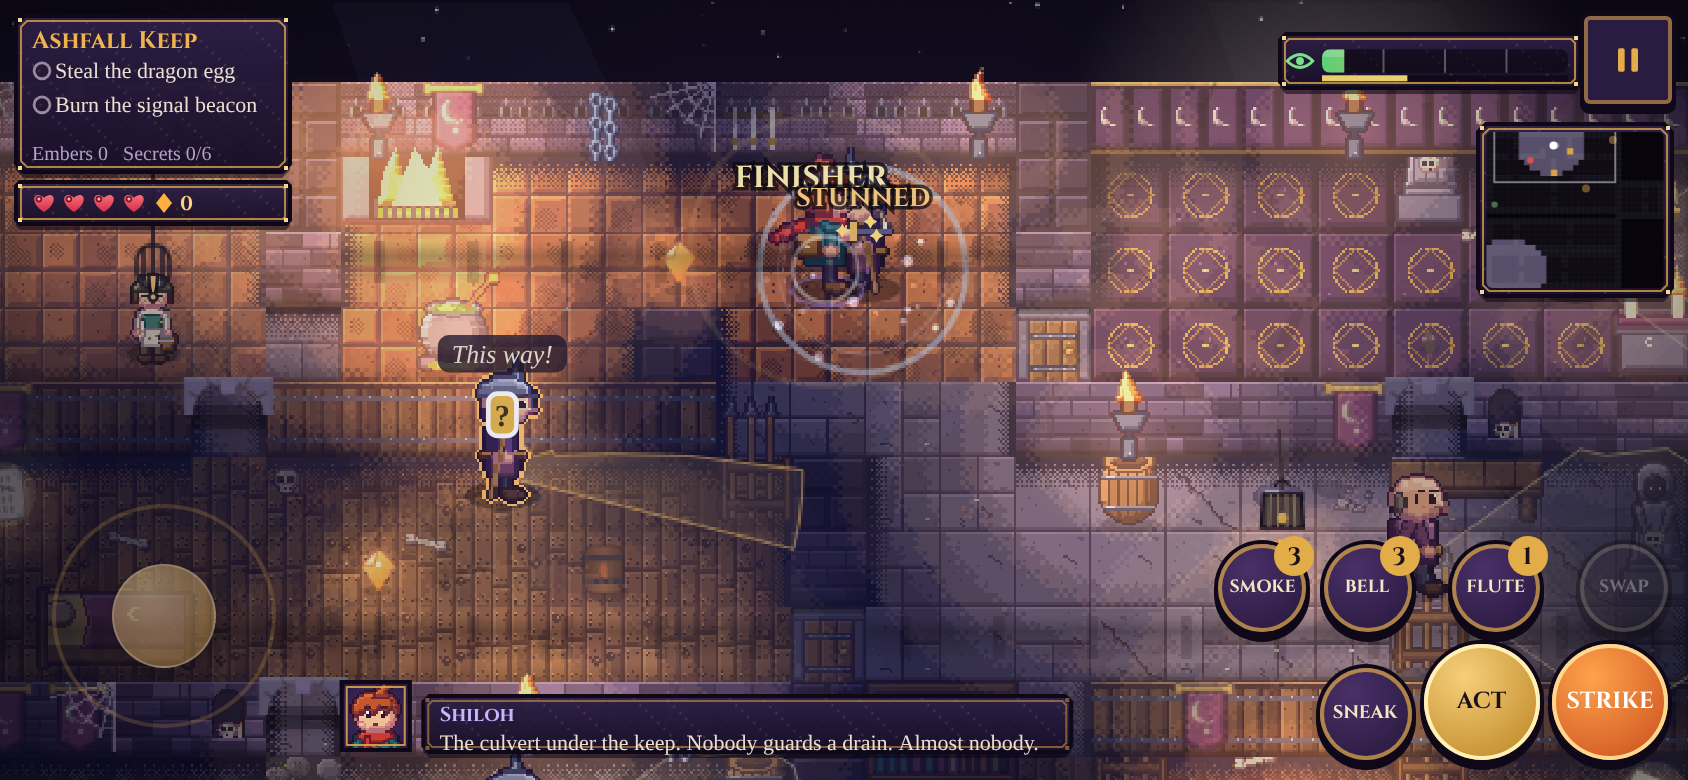 Ashfall Keep
Steal the dragon egg
Burn the signal beacon
Embers 0 Secrets 0/6
0
FINISHER
STUNNED
This way!
?
3
3
1
SMOKE
BELL
FLUTE
SWAP
SNEAK
ACT
STRIKE
Shiloh
The culvert under the keep. Nobody guards a drain. Almost nobody.